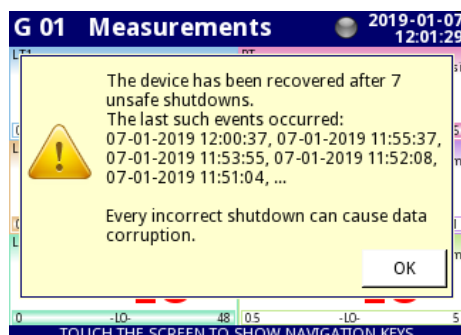 G 01 Measurements
2019-01-07
12:01:29
The device has been recovered after 7
unsafe shutdowns.
The last such events occurred:
07-01-2019 12:00:37, 07-01-2019 11:55:37,
07-01-2019 11:53:55, 07-01-2019 11:52:08,
07-01-2019 11:51:04, ...
Every incorrect shutdown can cause data
corruption.
OK
0 -LO- 48 0.5 -LO- 5
TOUCH THE SCREEN TO SHOW NAVIGATION KEYS